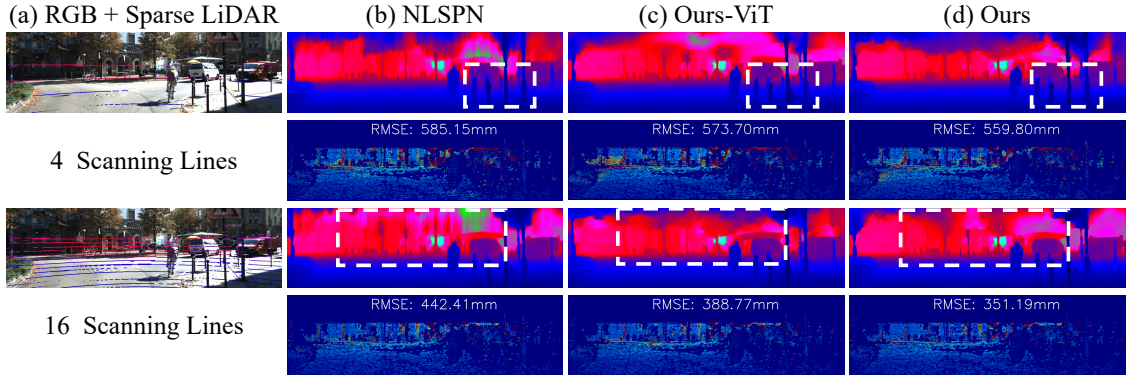 (a) RGB + Sparse LiDAR (b) NLSPN (c) Ours-ViT (d) Ours
RMSE: 585.15mm RMSE: 573.70mm RMSE: 559.80mm
4 Scanning Lines
RMSE: 442.41mm RMSE: 388.77mm RMSE: 351.19mm
16 Scanning Lines